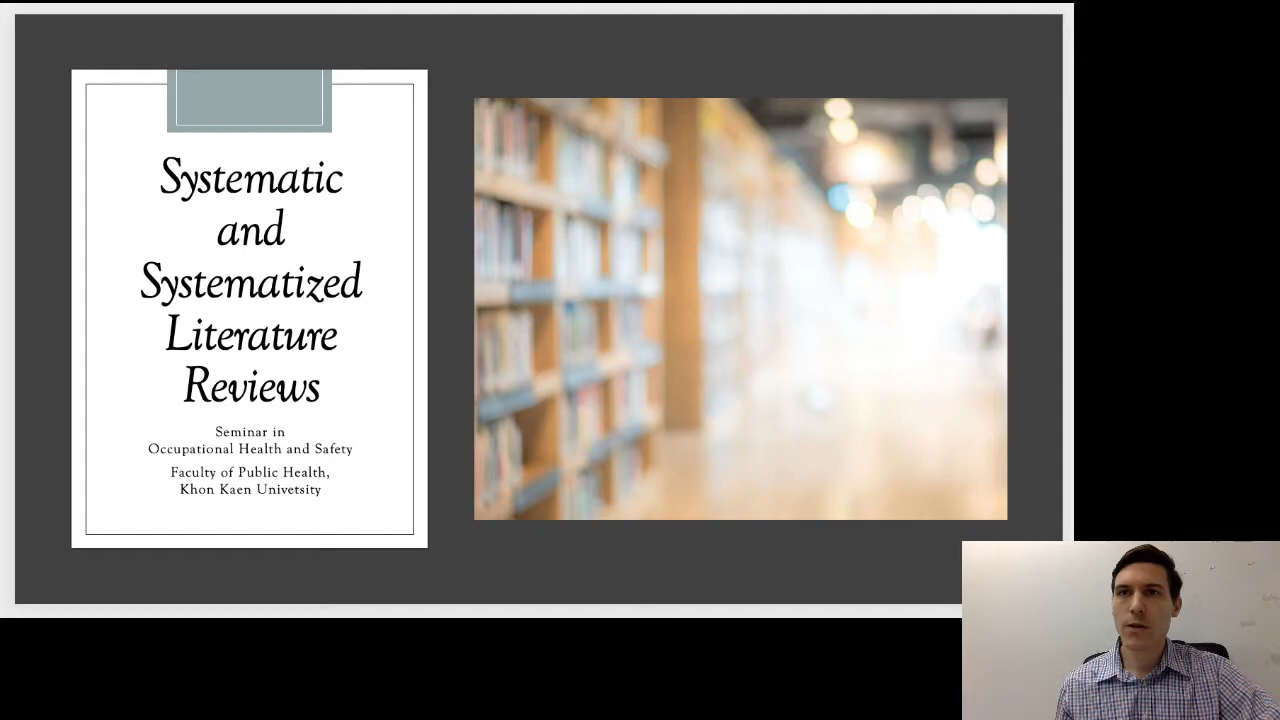 Systematic
and
Systematized
Literature
Reviews
Seminar in
Occupational Health and Safety
Faculty of Public Health,
Khon Kaen Univetsity